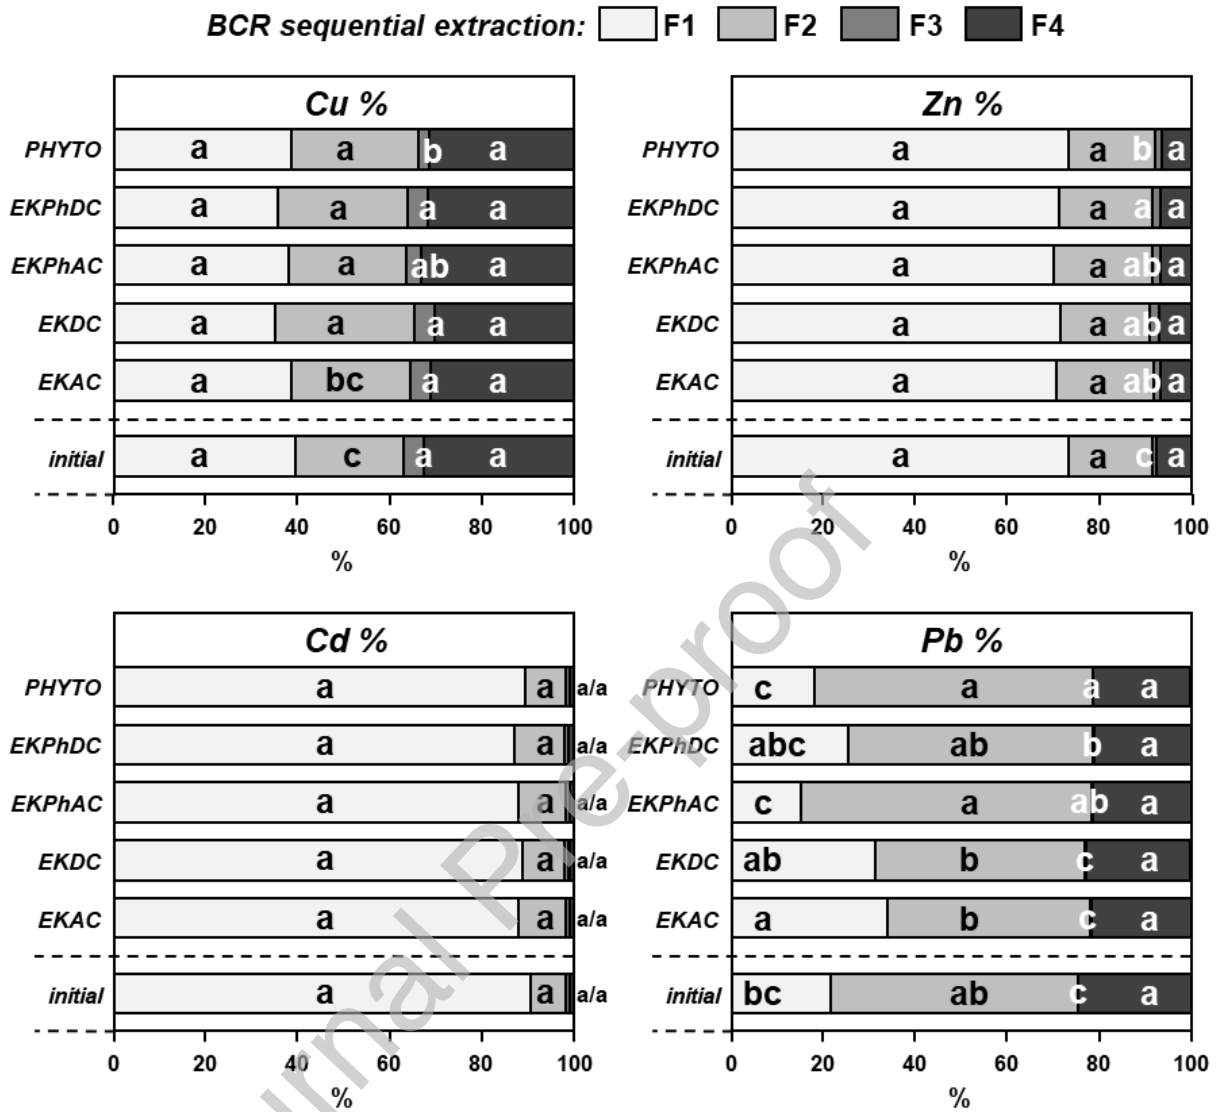 BCR sequential extraction: F1 F2 F3 F4
Cu %
PHYTO a a b a
EKPhDC a a a a
EKPhAC a a ab a
EKDC a a a a
EKAC a bc a a
initial a c a a
0 20 40 60 80 100
%
Zn %
PHYTO a a b a
EKPhDC a a a a
EKPhAC a a ab a
EKDC a a ab a
EKAC a a ab a
initial a a c a
0 20 40 60 80 100
%
Cd %
PHYTO a a a/a
EKPhDC a a a/a
EKPhAC a a a/a
EKDC a a a/a
EKAC a a a/a
initial a a a/a
0 20 40 60 80 100
%
Pb %
PHYTO c a a a
EKPhDC abc ab b a
EKPhAC c a ab a
EKDC ab b c a
EKAC a b c a
initial bc ab c a
0 20 40 60 80 100
%
urnal Pre-proof